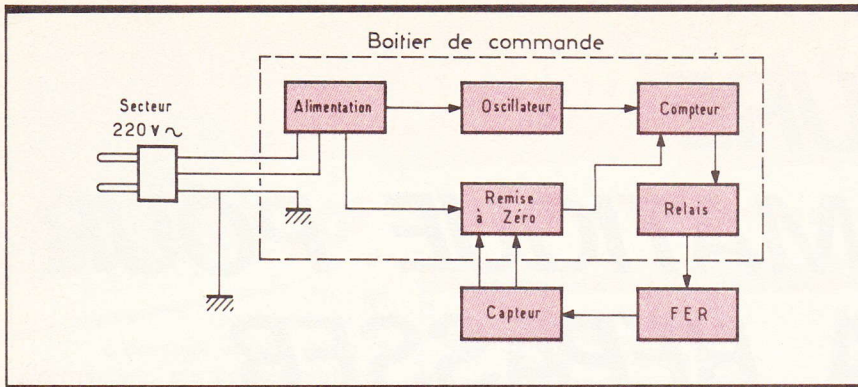 Boitier de commande
Secteur
220 V ~
Alimentation
Oscillateur
Compteur
Remise
à Zéro
Relais
Capteur
FER